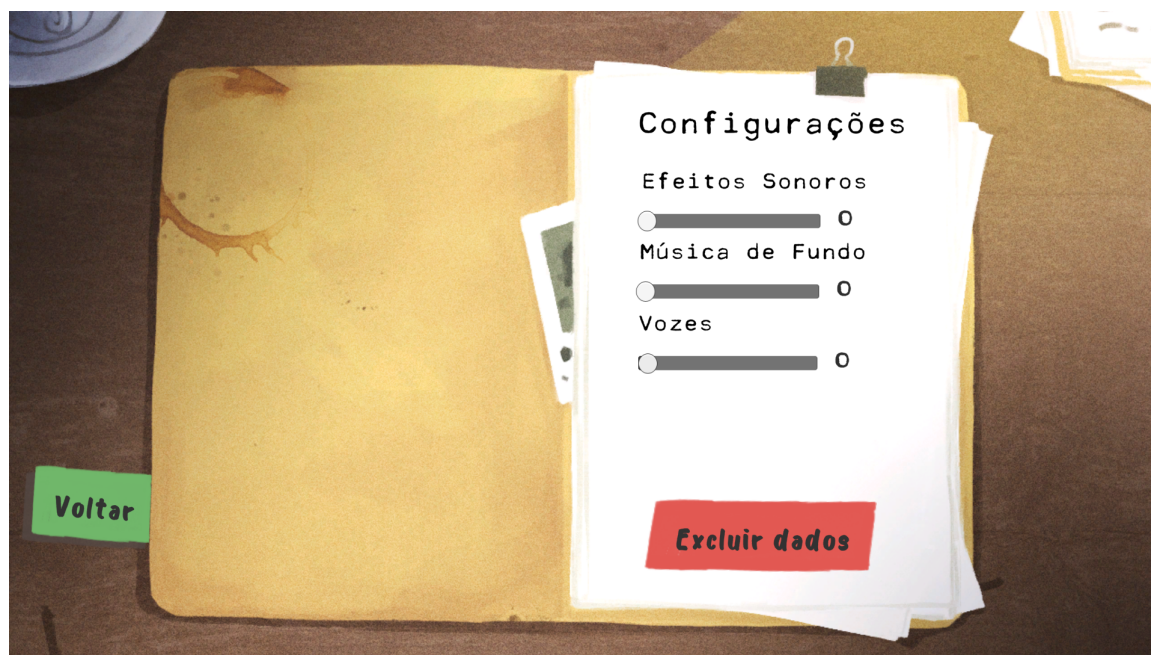 Configurações
Efeitos Sonoros
0
Música de Fundo
0
Vozes
0
Voltar
Excluir dados